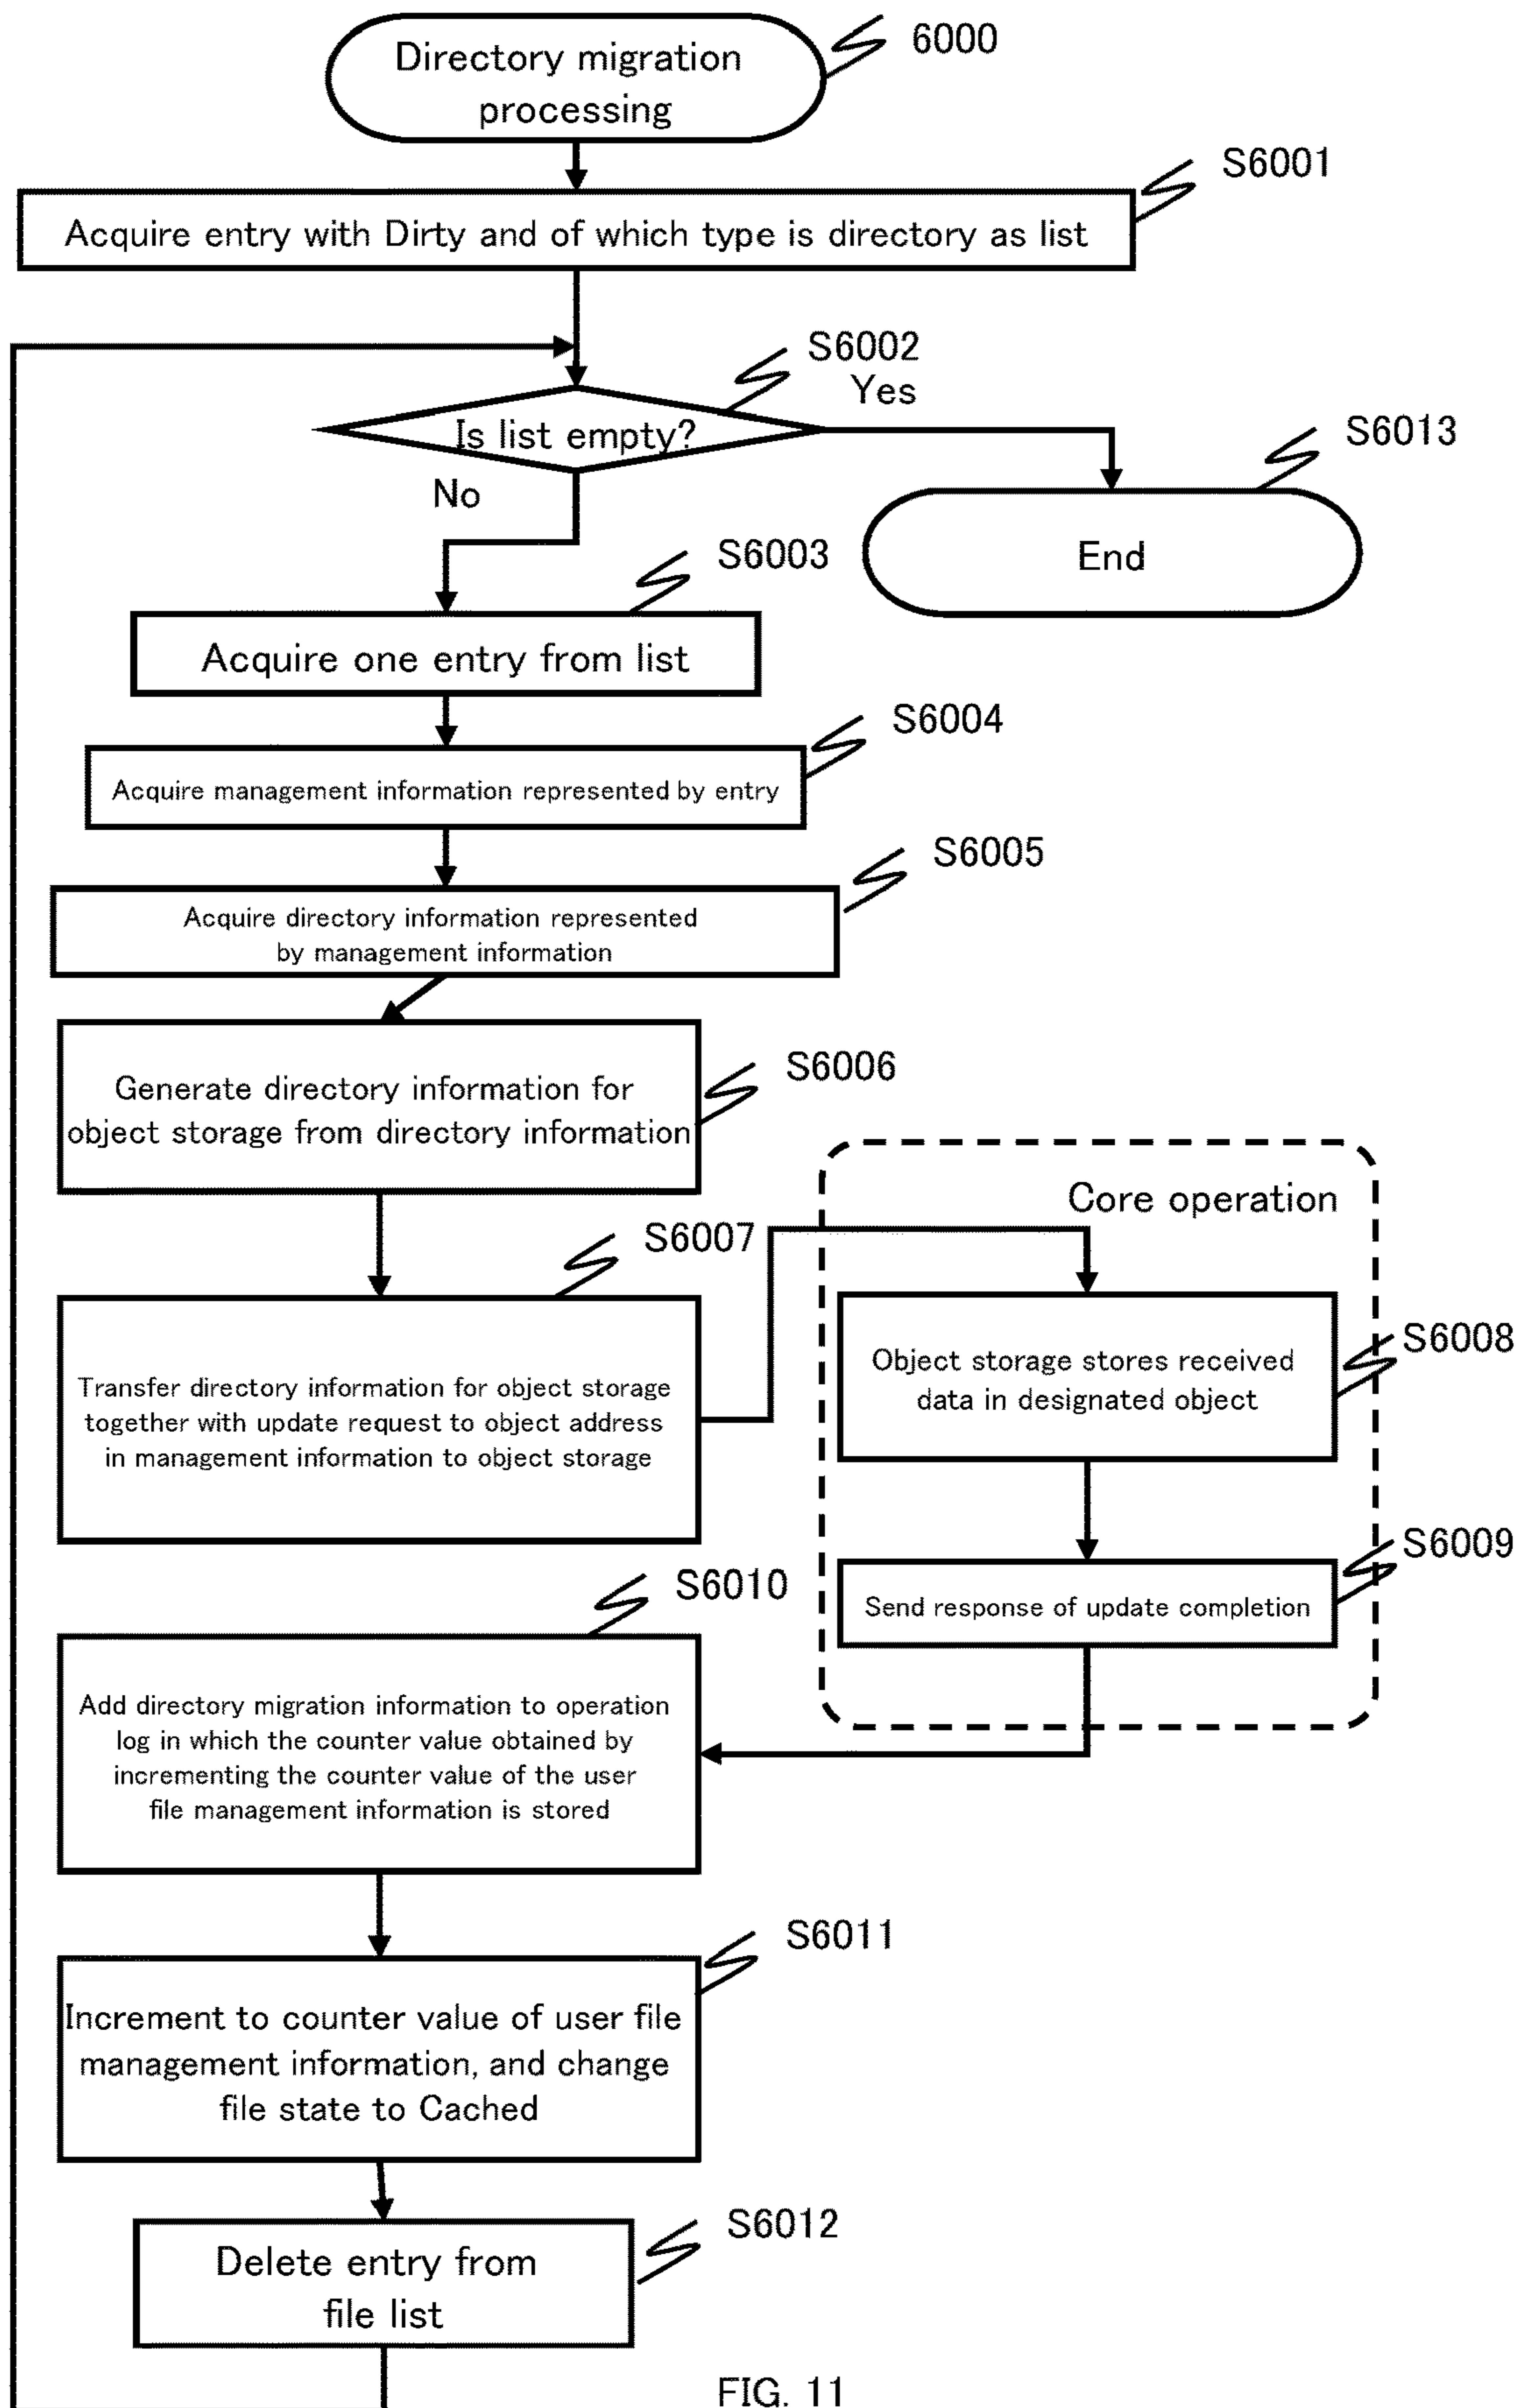 Directory migration
processing
6000
S6001
Acquire entry with Dirty and of which type is directory as list
S6002
Yes
Is list empty?
No
S6013
End
S6003
Acquire one entry from list
S6004
Acquire management information represented by entry
S6005
Acquire directory information represented
by management information
S6006
Generate directory information for
object storage from directory information
S6007
Transfer directory information for object storage
together with update request to object address
in management information to object storage
Core operation
S6008
Object storage stores received
data in designated object
S6009
Send response of update completion
S6010
Add directory migration information to operation
log in which the counter value obtained by
incrementing the counter value of the user
file management information is stored
S6011
Increment to counter value of user file
management information, and change
file state to Cached
S6012
Delete entry from
file list
FIG. 11